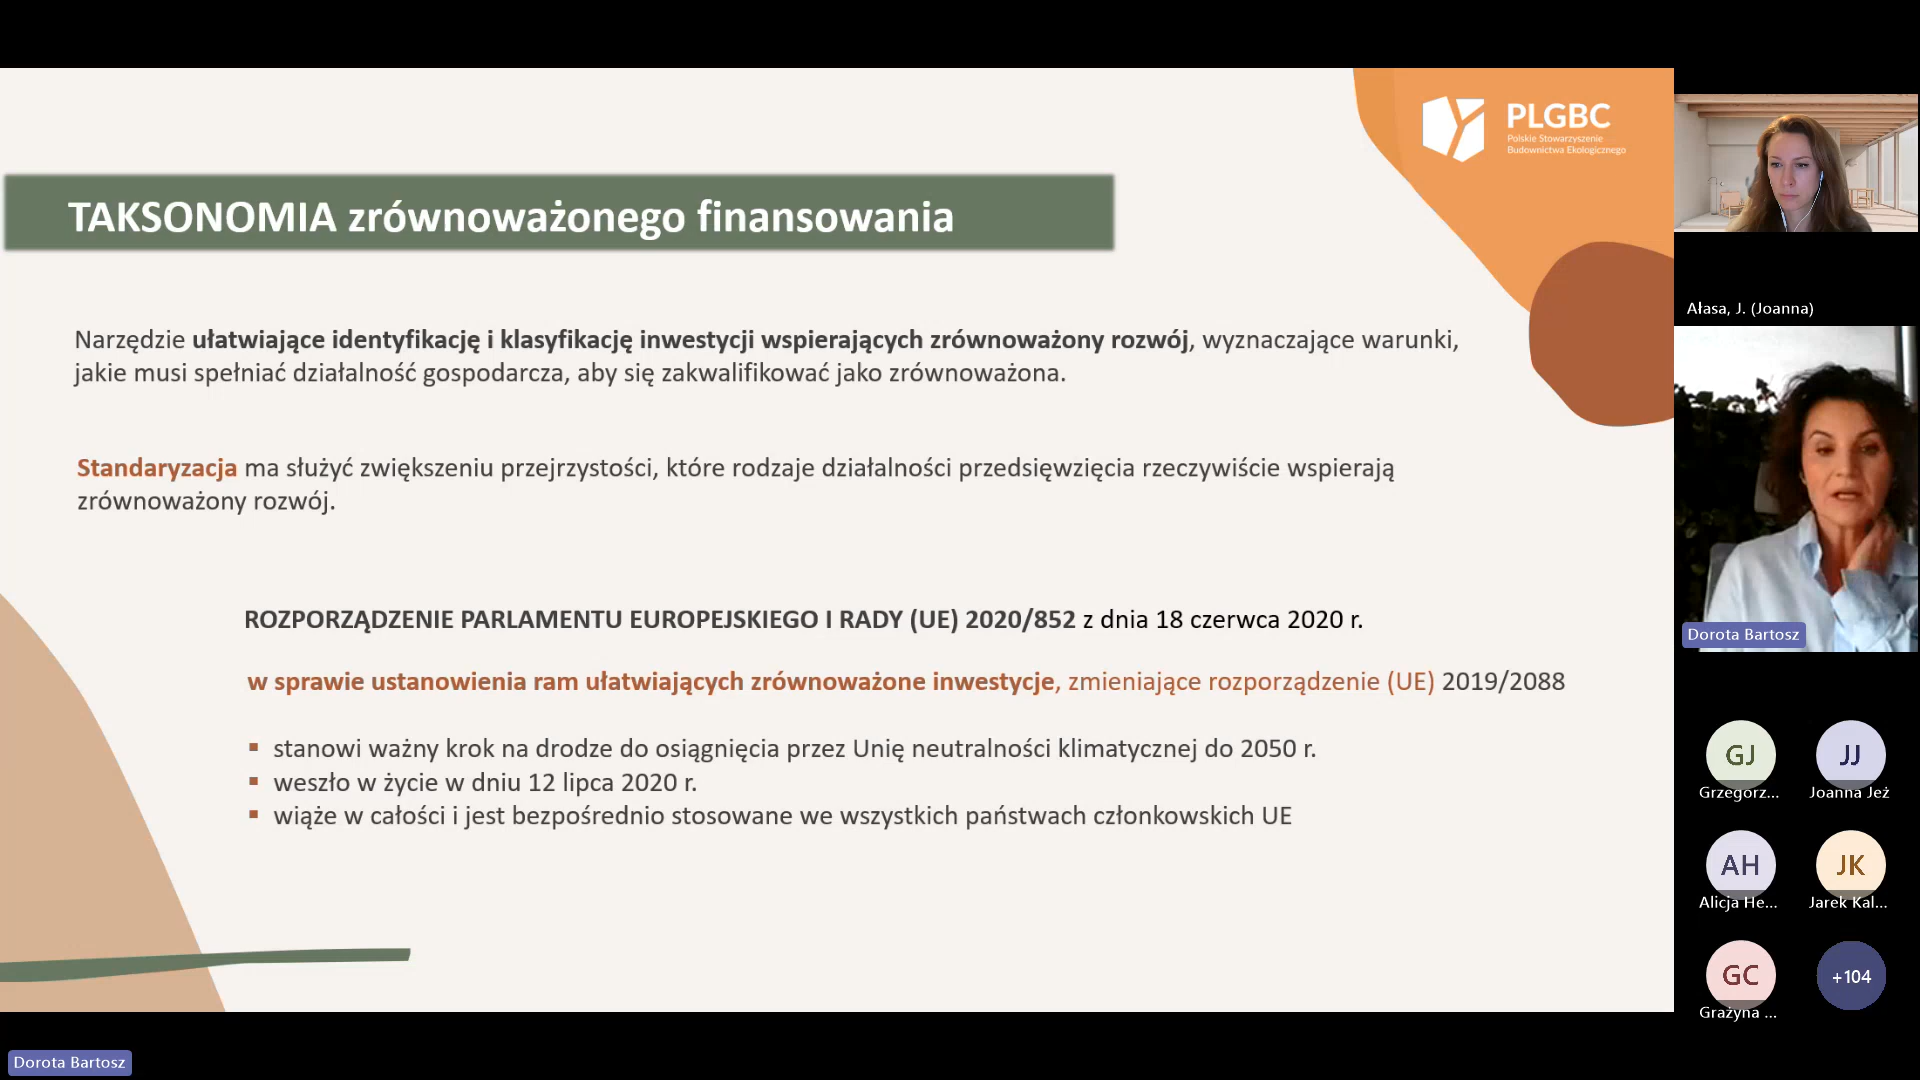 PLGBC
Polskie Stowarzyszenie
Budownictwa Ekologicznego
TAKSONOMIA zrównoważonego finansowania
Narzędzie ułatwiające identyfikację i klasyfikację inwestycji wspierających zrównoważony rozwój, wyznaczające warunki,
jakie musi spełniać działalność gospodarcza, aby się zakwalifikować jako zrównoważona.
Standaryzacja ma służyć zwiększeniu przejrzystości, które rodzaje działalności przedsięwzięcia rzeczywiście wspierają
zrównoważony rozwój.
ROZPORZĄDZENIE PARLAMENTU EUROPEJSKIEGO I RADY (UE) 2020/852 z dnia 18 czerwca 2020 r.
w sprawie ustanowienia ram ułatwiających zrównoważone inwestycje, zmieniające rozporządzenie (UE) 2019/2088
▪ stanowi ważny krok na drodze do osiągnięcia przez Unię neutralności klimatycznej do 2050 r.
▪ weszło w życie w dniu 12 lipca 2020 r.
▪ wiąże w całości i jest bezpośrednio stosowane we wszystkich państwach członkowskich UE
Ałasa, J. (Joanna)
Dorota Bartosz
GJ
Grzegorz...
JJ
Joanna Jeż
AH
Alicja He...
JK
Jarek Kal...
GC
Grażyna ...
+104
Dorota Bartosz